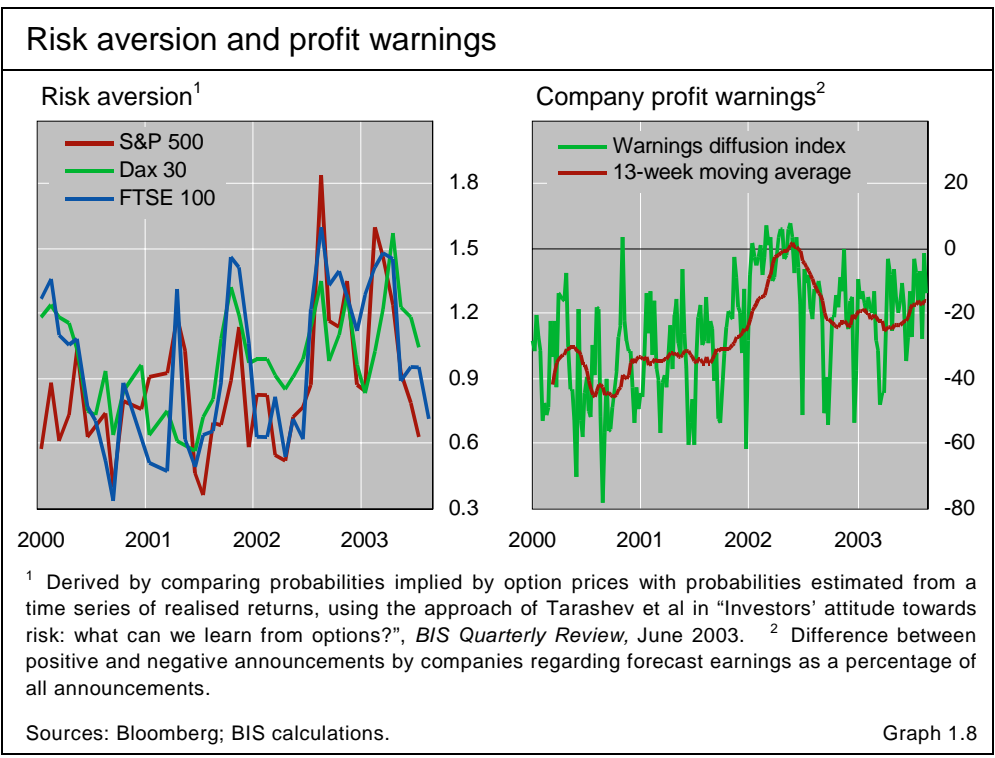 Risk aversion and profit warnings
Risk aversion1
S&P 500
Dax 30
FTSE 100
1.8
1.5
1.2
0.9
0.6
0.3
2000 2001 2002 2003
Company profit warnings2
Warnings diffusion index
13-week moving average
20
0
-20
-40
-60
-80
2000 2001 2002 2003
1 Derived by comparing probabilities implied by option prices with probabilities estimated from a
time series of realised returns, using the approach of Tarashev et al in “Investors’ attitude towards
risk: what can we learn from options?”, BIS Quarterly Review, June 2003. 2 Difference between
positive and negative announcements by companies regarding forecast earnings as a percentage of
all announcements.
Sources: Bloomberg; BIS calculations. Graph 1.8